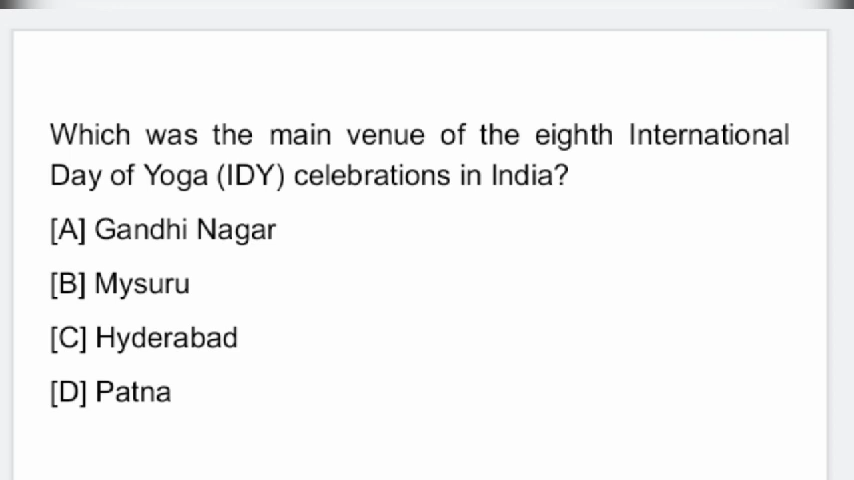 Which was the main venue of the eighth International
Day of Yoga (IDY) celebrations in India?
[A] Gandhi Nagar
[B] Mysuru
[C] Hyderabad
[D] Patna